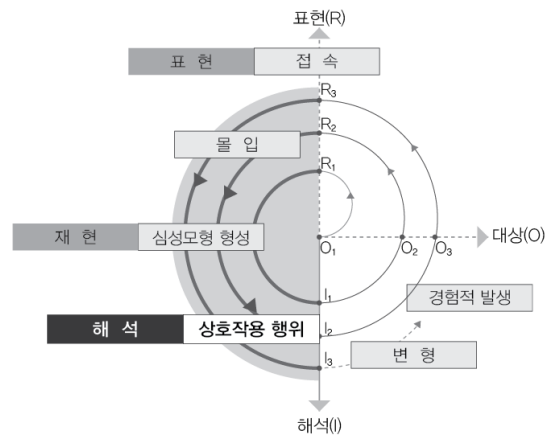 표현(R)
표 현 접 속
R3
R2
몰 입
R1
재 현 심성모형 형성
O1 O2 O3 대상(O)
I1
경험적 발생
해 석 상호작용 행위 I2
I3 변 형
해석(I)